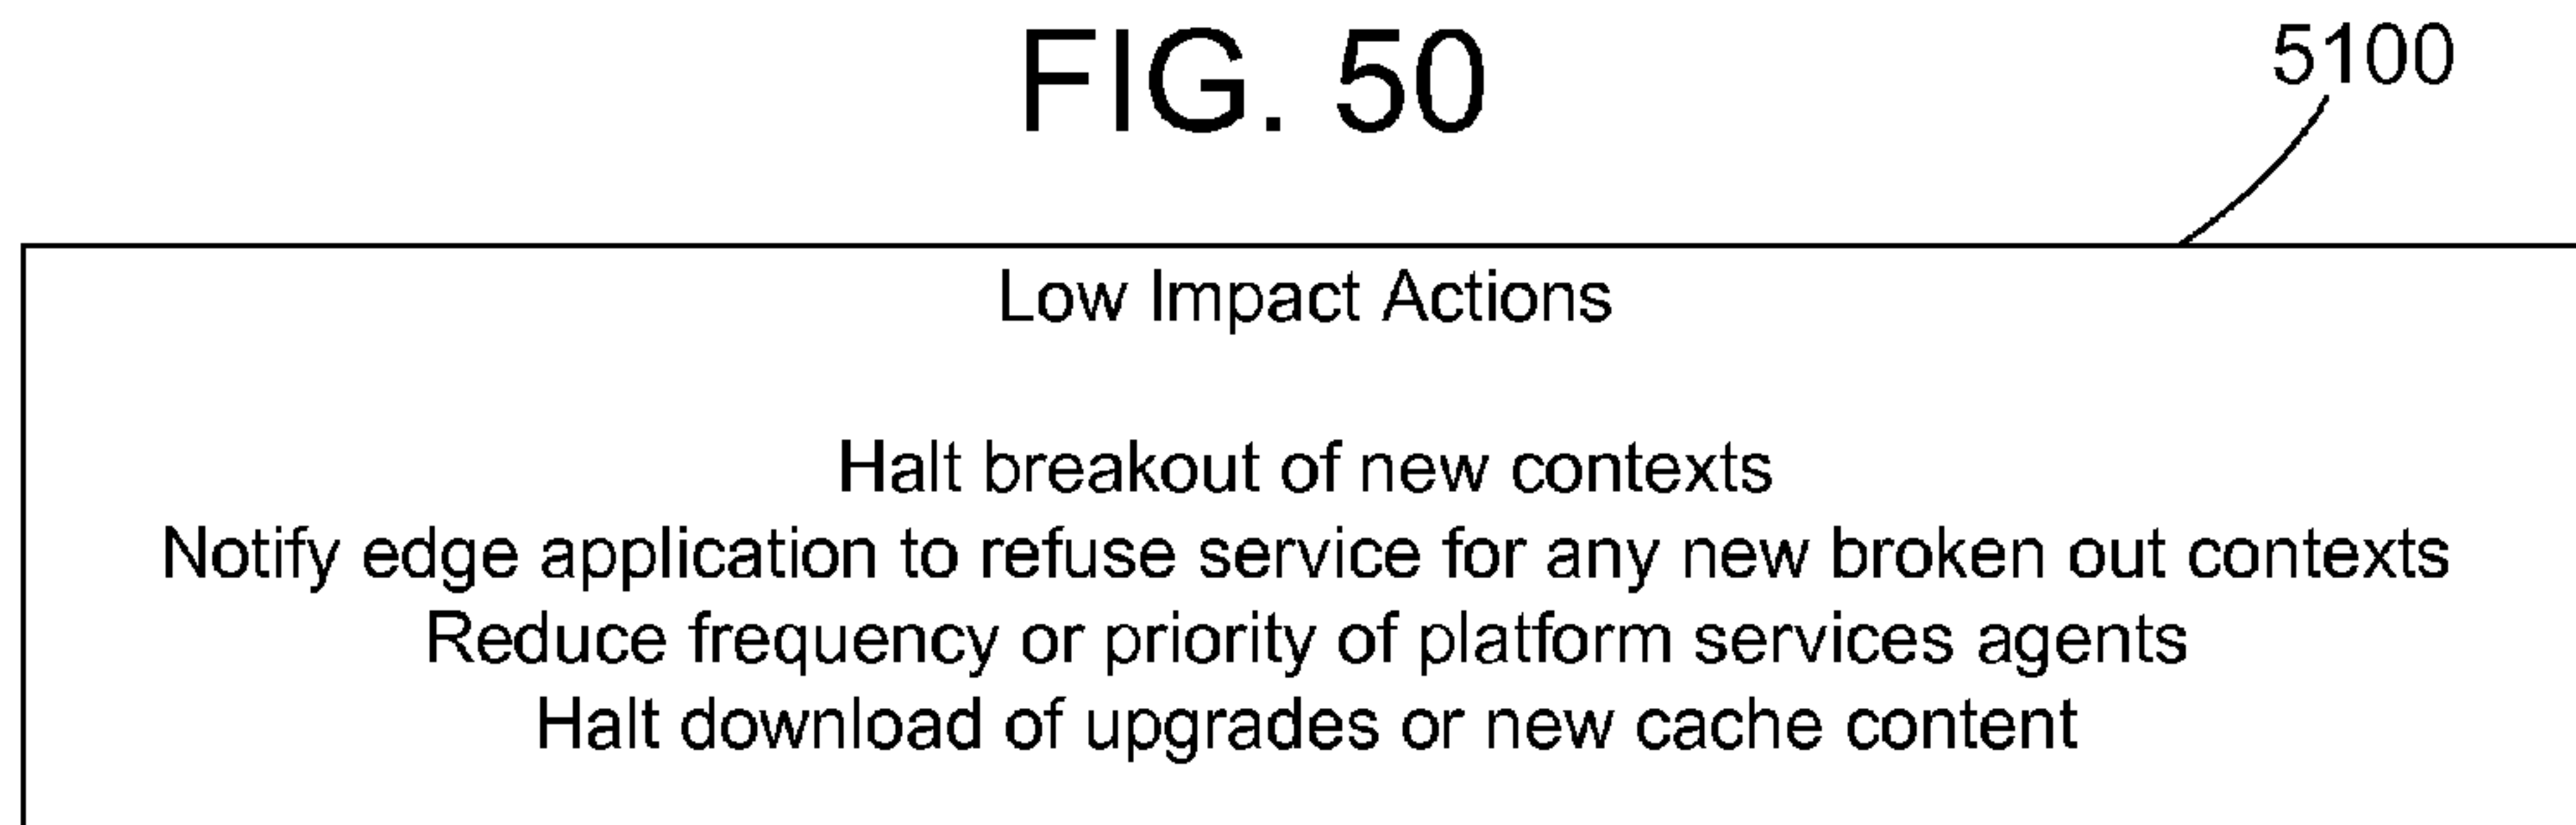 FIG. 50
5100
Low Impact Actions
Halt breakout of new contexts
Notify edge application to refuse service for any new broken out contexts
Reduce frequency or priority of platform services agents
Halt download of upgrades or new cache content